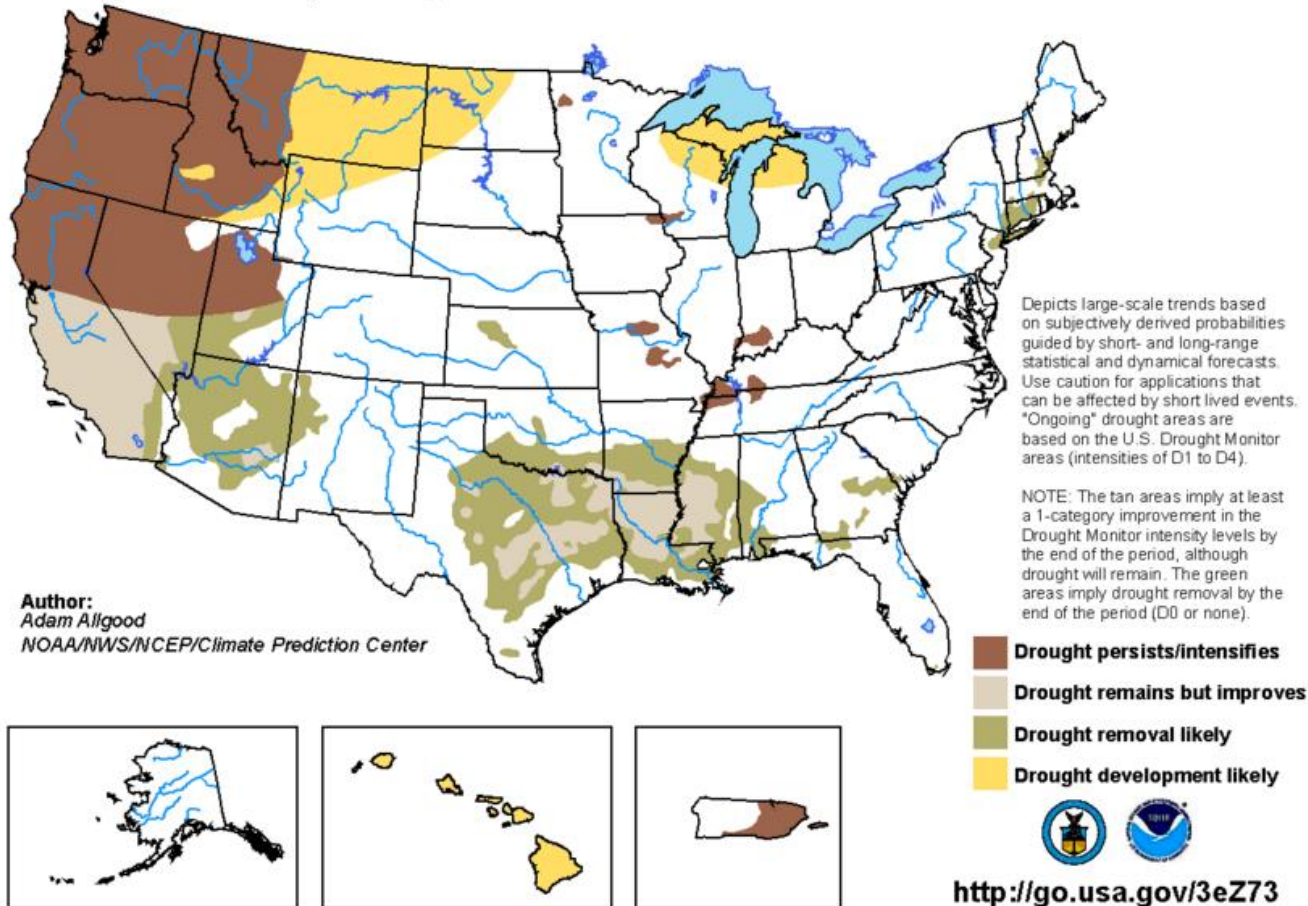 Depicts large-scale trends based
on subjectively derived probabilities
guided by short- and long-range
statistical and dynamical forecasts.
Use caution for applications that
can be affected by short lived events.
"Ongoing" drought areas are
based on the U.S. Drought Monitor
areas (intensities of D1 to D4).
NOTE: The tan areas imply at least
a 1-category improvement in the
Drought Monitor intensity levels by
the end of the period, although
drought will remain. The green
areas imply drought removal by the
end of the period (D0 or none).
Author:
Adam Allgood
NOAA/NWS/NCEP/Climate Prediction Center
Drought persists/intensifies
Drought remains but improves
Drought removal likely
Drought development likely
http://go.usa.gov/3eZ73